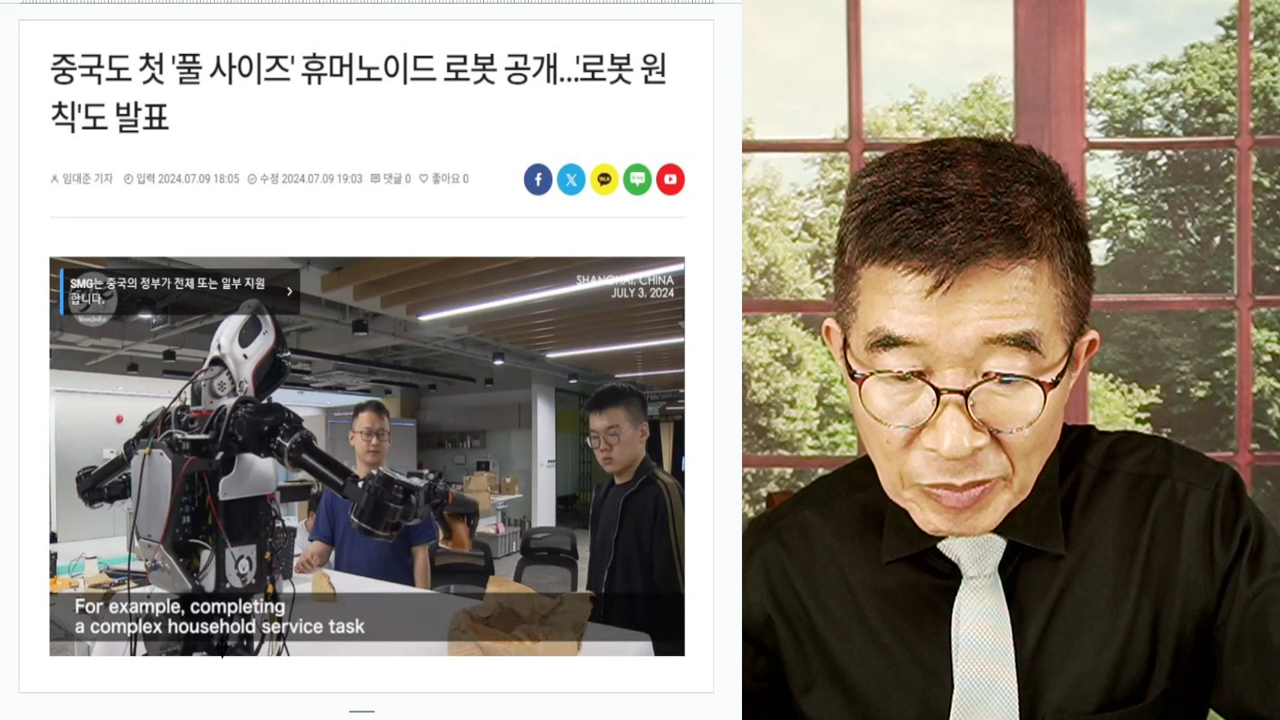 중국도 첫 '풀 사이즈' 휴머노이드 로봇 공개...'로봇 원
칙'도 발표
임대준 기자 입력 2024.07.09 18:05 수정 2024.07.09 19:03 댓글 0 좋아요 0
SMG는 중국의 정부가 전체 또는 일부 지원
합니다.
SHANGHAI, CHINA
JULY 3, 2024
For example, completing
a complex household service task